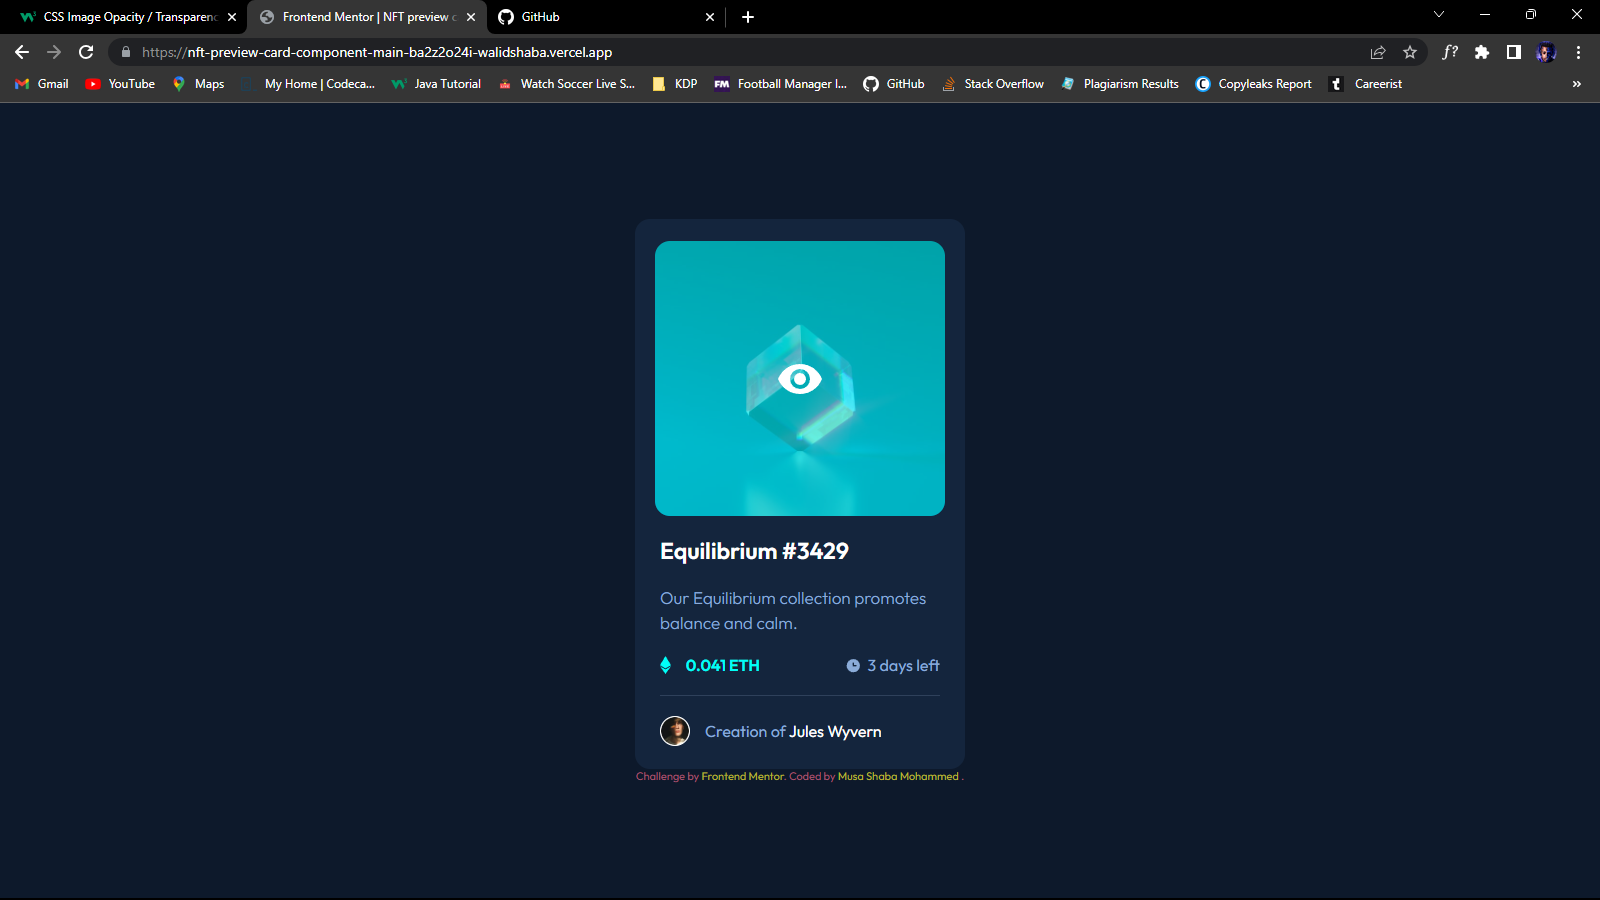 CSS Image Opacity / Transparenc
Frontend Mentor | NFT preview c
GitHub
https://nft-preview-card-component-main-ba2z2o24i-walidshaba.vercel.app
f?
Gmail
YouTube
Maps
My Home | Codeca...
Java Tutorial
Watch Soccer Live S...
KDP
FM
Football Manager I...
GitHub
Stack Overflow
Plagiarism Results
C
Copyleaks Report
t
Careerist
»
Equilibrium #3429
Our Equilibrium collection promotes
balance and calm.
0.041 ETH
3 days left
Creation of Jules Wyvern
Challenge by Frontend Mentor. Coded by Musa Shaba Mohammed .